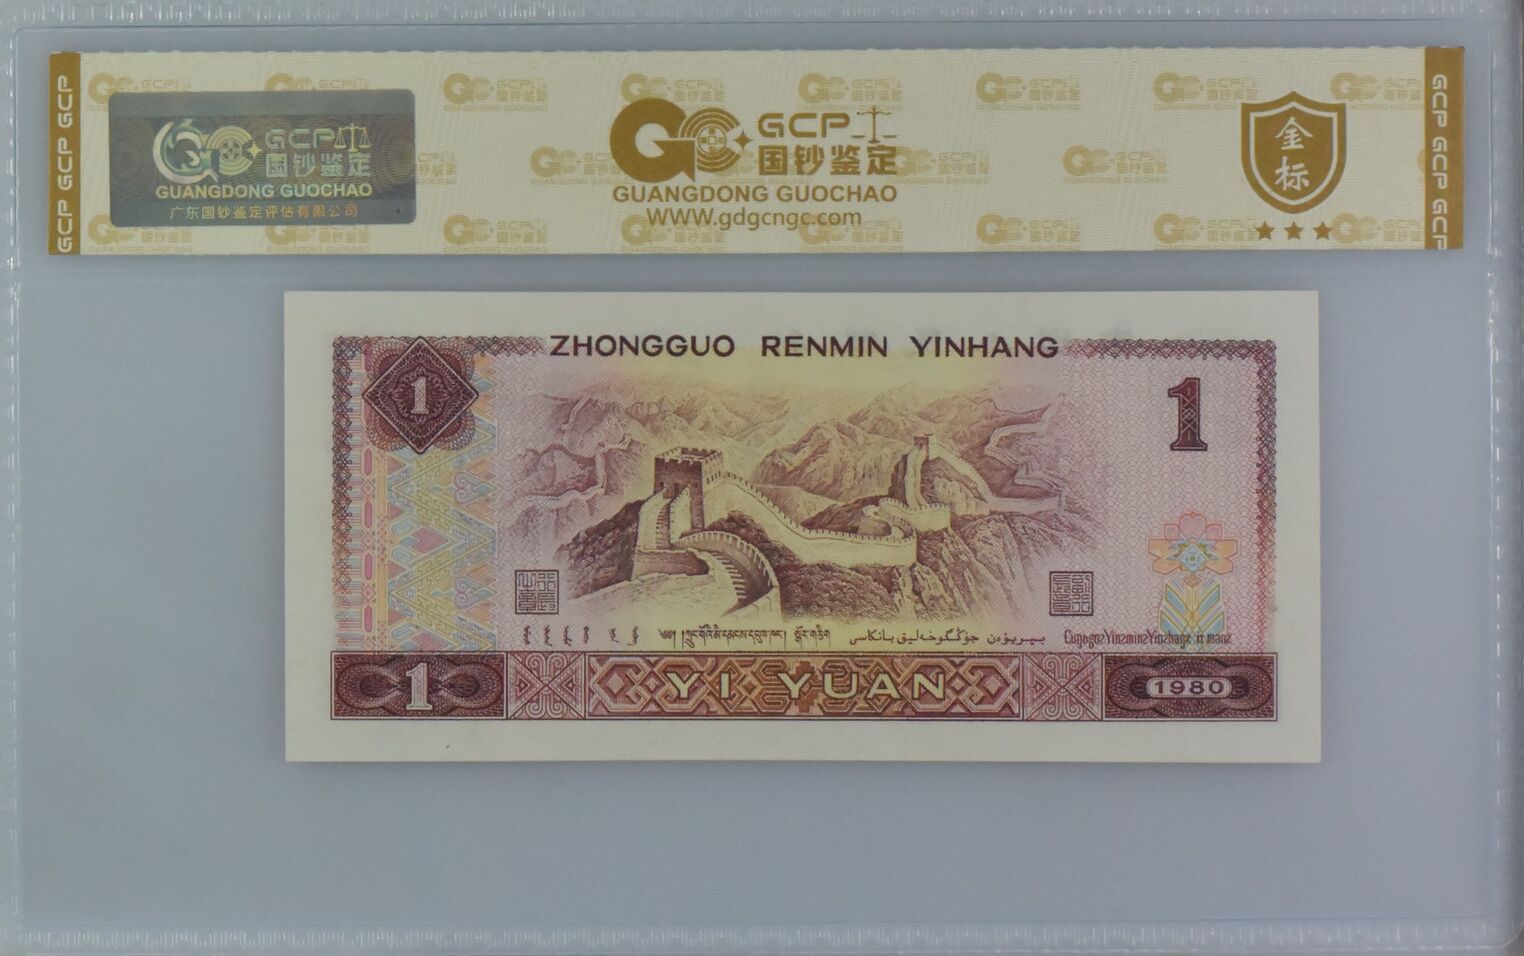 GCP GCP GCP
GCP
国钞鉴定
GUANGDONG GUOCHAO
广东国钞鉴定评估有限公司
GCP
国钞鉴定
GUANGDONG GUOCHAO
WWW.gdgcngc.com
金标
GCP GCP GCP
ZHONGGUO RENMIN YINHANG
1
1
1
YI YUAN
1980